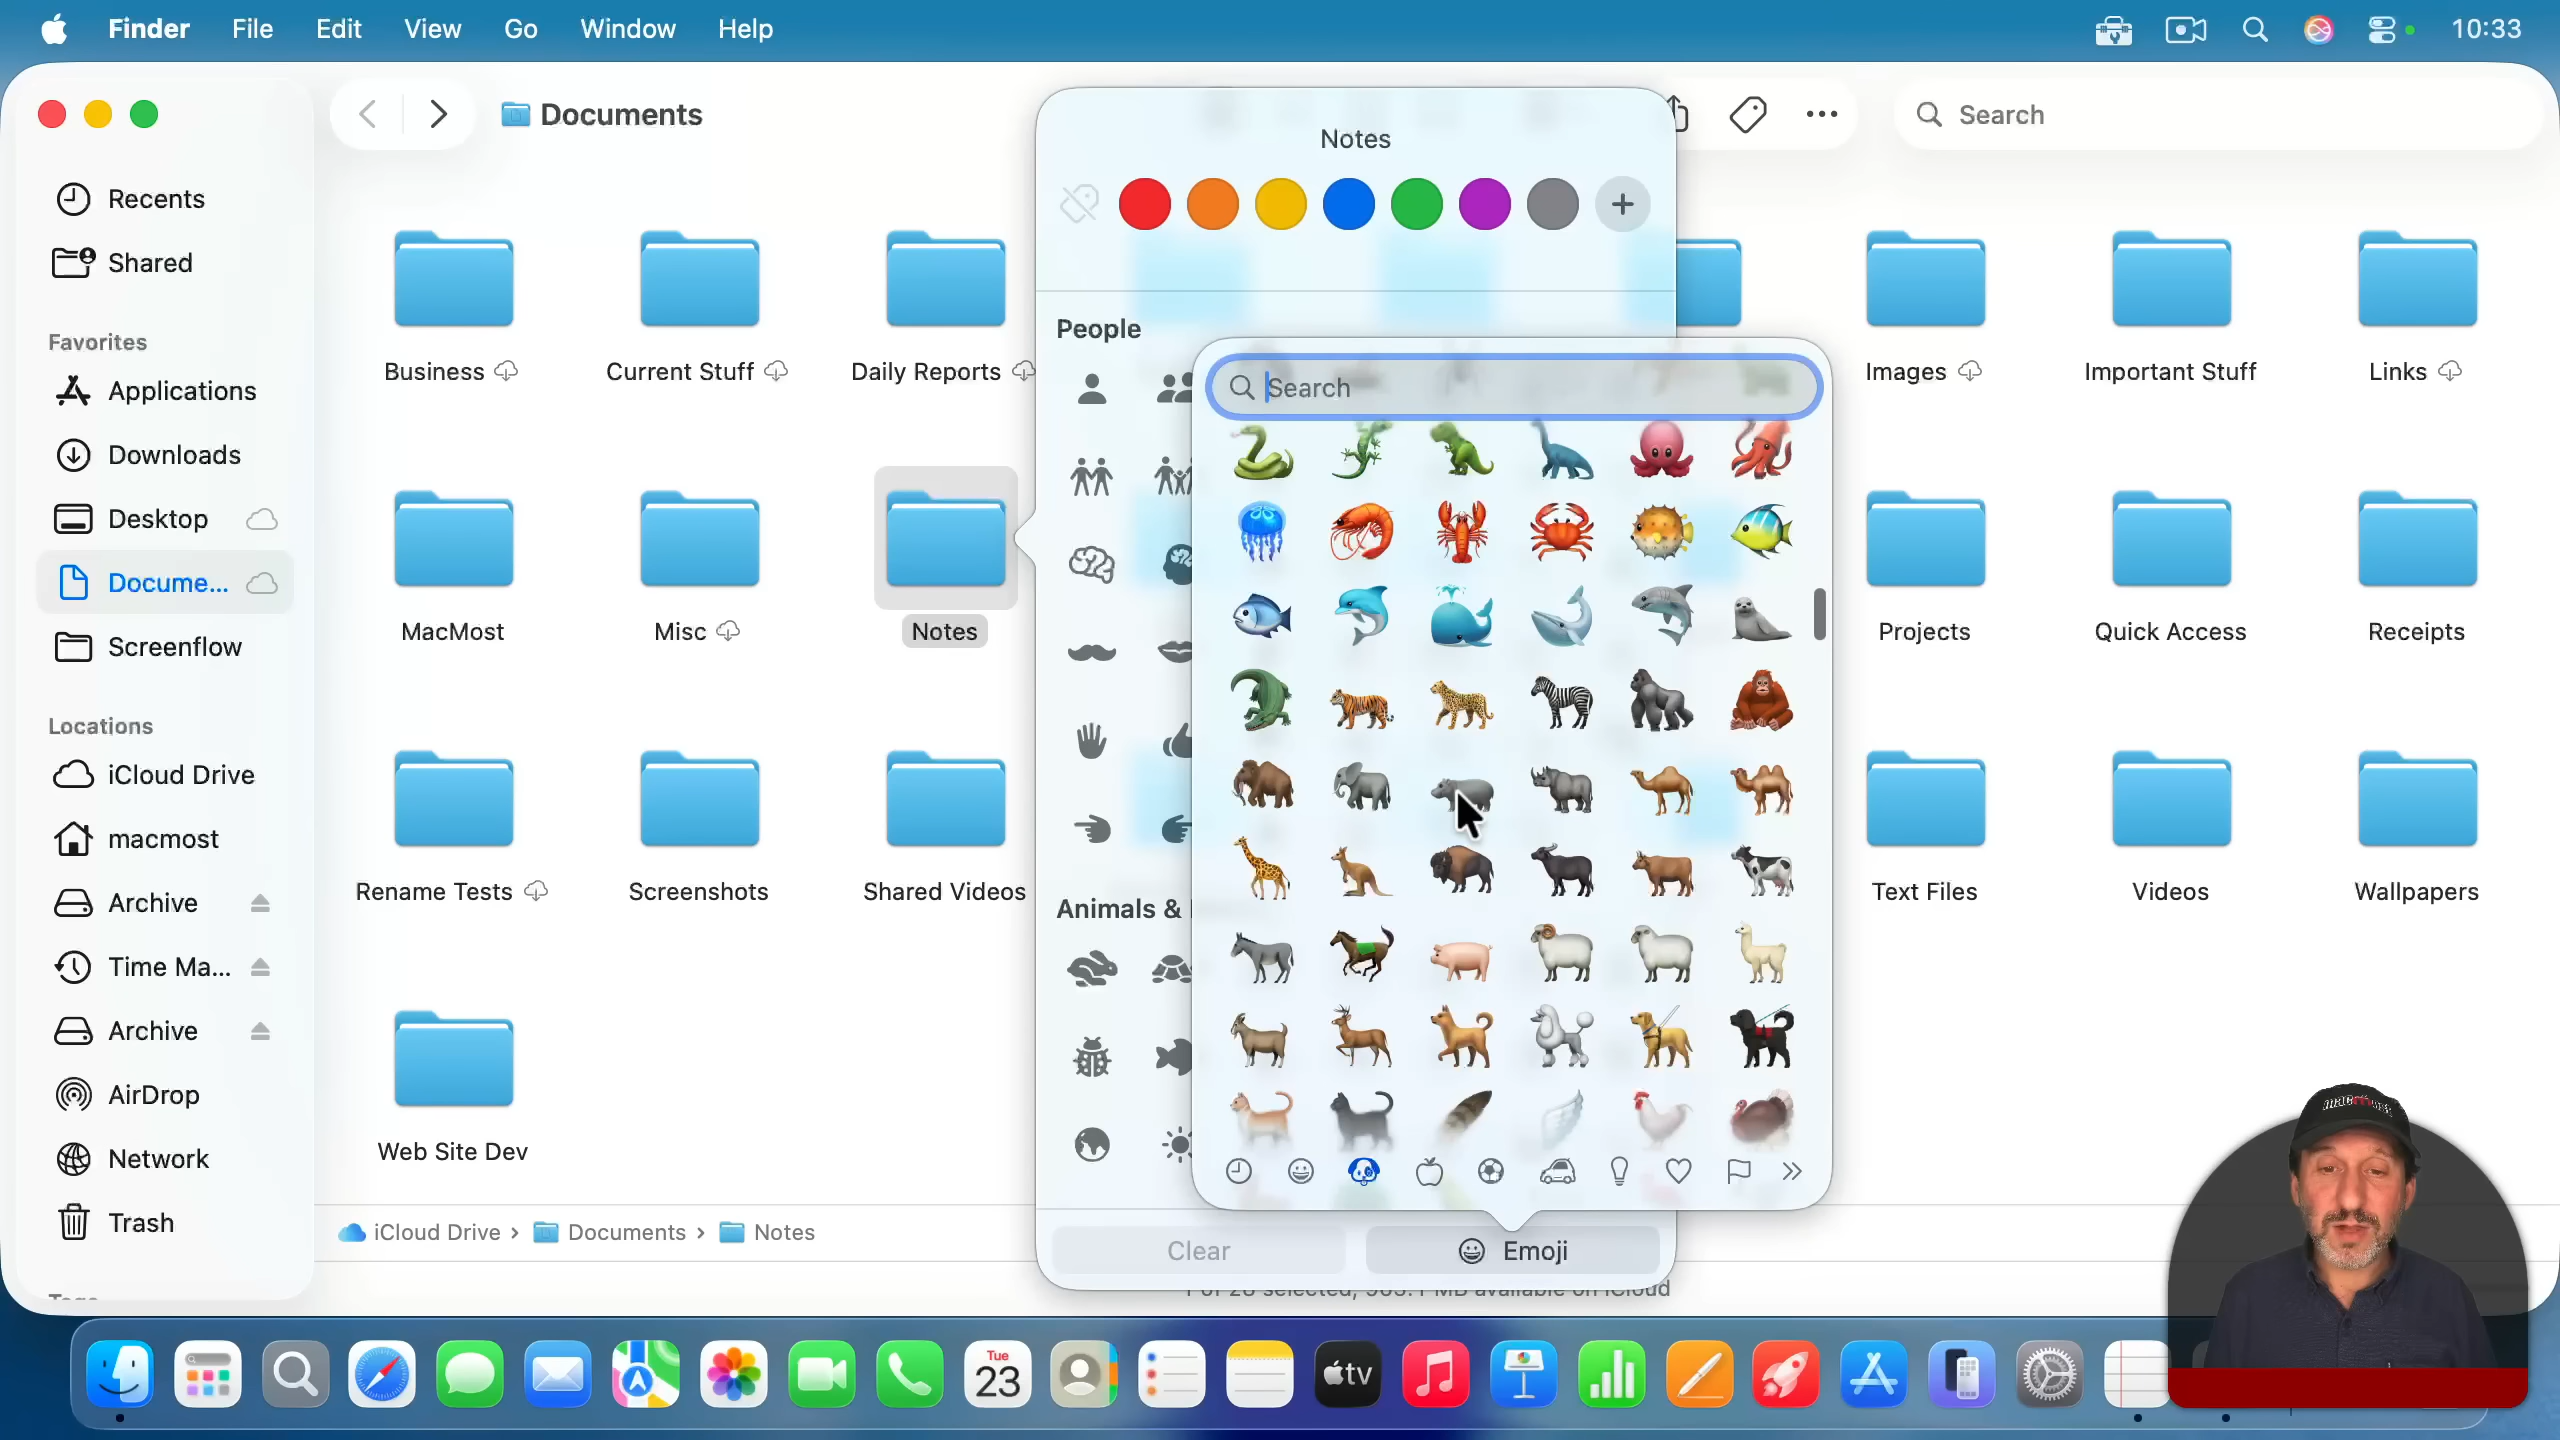 Finder File Edit View Go Window Help 10:33
Documents
Search
Notes
Recents
Shared
Favorites
Applications
Downloads
Desktop
Docume...
Screenflow
Locations
iCloud Drive
macmost
Archive
Time Ma...
Archive
AirDrop
Network
Trash
Tags
People
Search
Animals &
Clear
Emoji
Business Current Stuff Daily Reports Images Important Stuff Links
MacMost Misc Notes Projects Quick Access Receipts
Rename Tests Screenshots Shared Videos Text Files Videos Wallpapers
Web Site Dev
iCloud Drive › Documents › Notes
Tue
23
tv
macmost